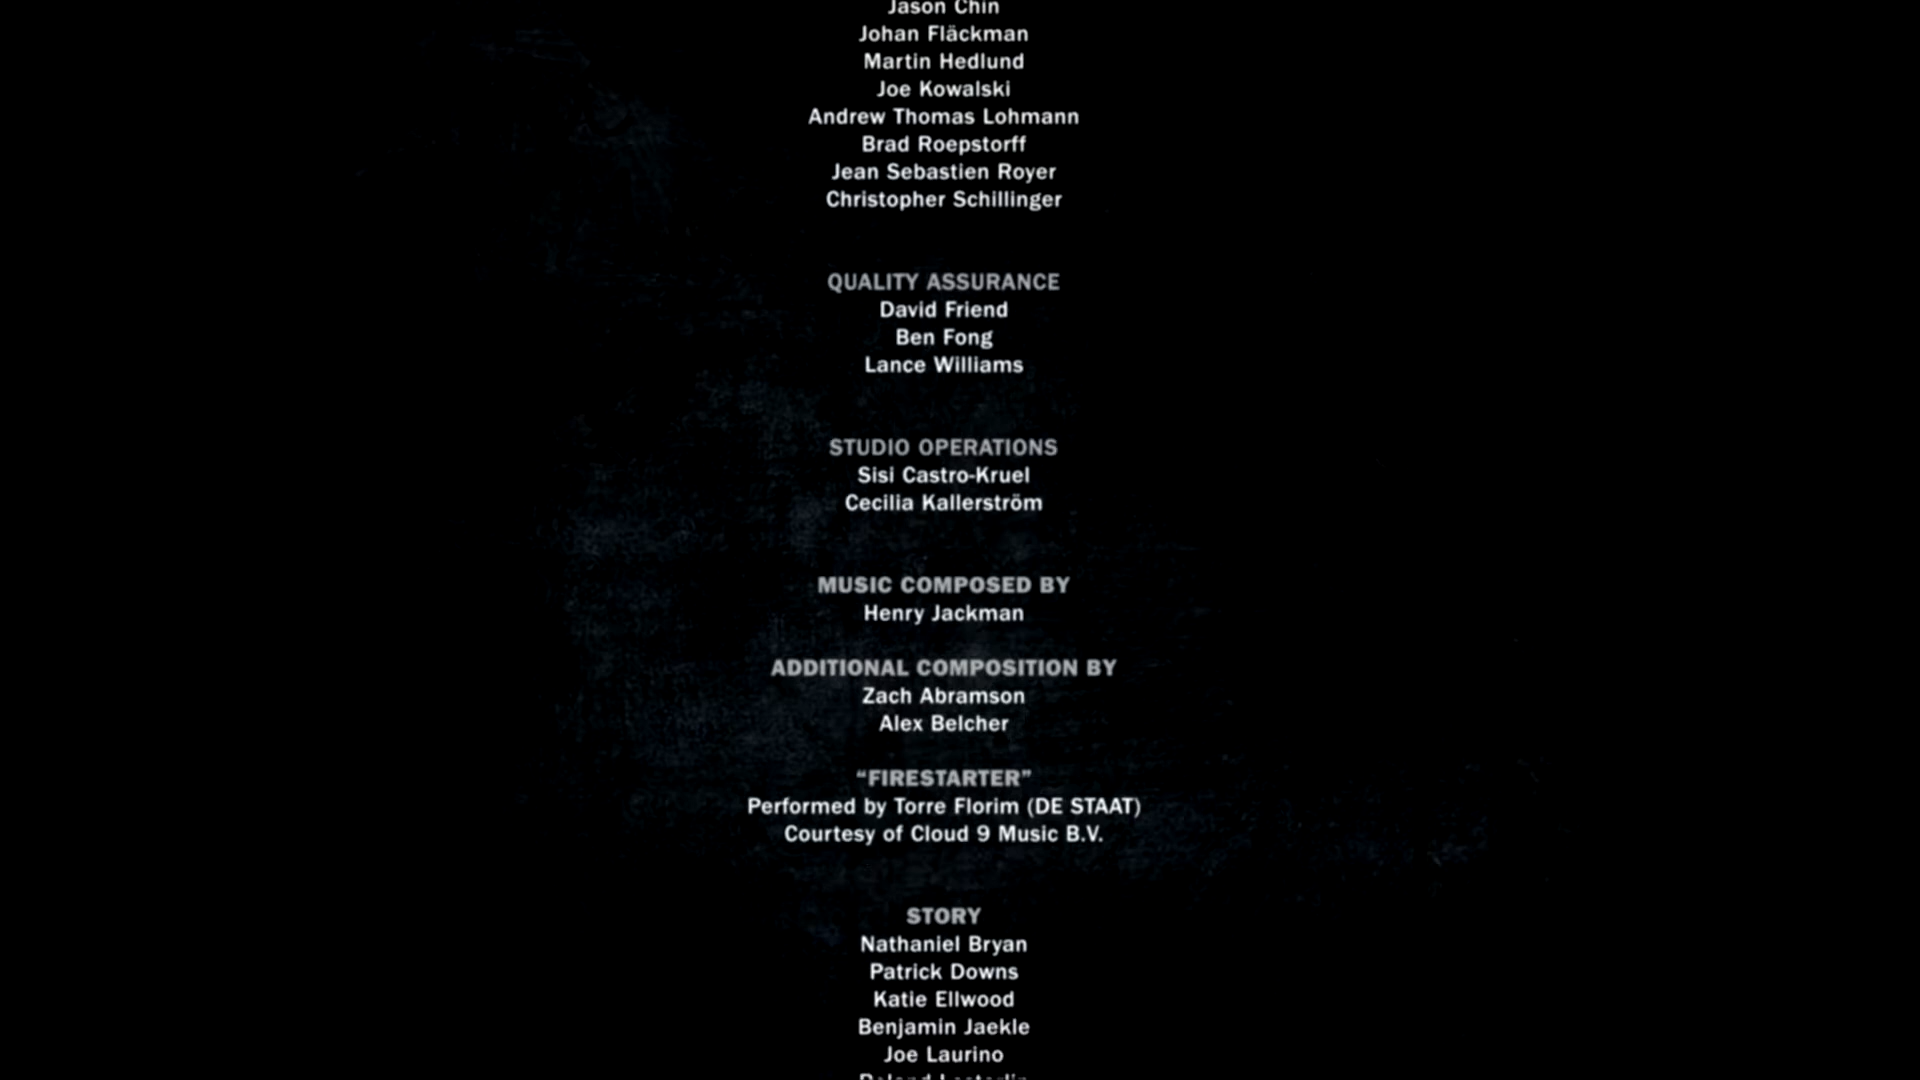 Jason Chin
Johan Fläckman
Martin Hedlund
Joe Kowalski
Andrew Thomas Lohmann
Brad Roepstorff
Jean Sebastien Royer
Christopher Schillinger
QUALITY ASSURANCE
David Friend
Ben Fong
Lance Williams
STUDIO OPERATIONS
Sisi Castro-Kruel
Cecilia Kallerström
MUSIC COMPOSED BY
Henry Jackman
ADDITIONAL COMPOSITION BY
Zach Abramson
Alex Belcher
“FIRESTARTER”
Performed by Torre Florim (DE STAAT)
Courtesy of Cloud 9 Music B.V.
STORY
Nathaniel Bryan
Patrick Downs
Katie Ellwood
Benjamin Jaekle
Joe Laurino